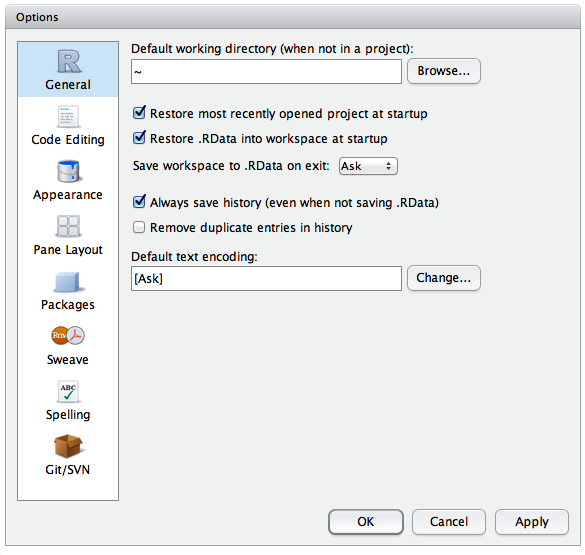 Options
General
Code Editing
Appearance
Pane Layout
Packages
Rnw
Sweave
ABC
Spelling
Git/SVN
Default working directory (when not in a project):
~
Browse...
Restore most recently opened project at startup
Restore .RData into workspace at startup
Save workspace to .RData on exit: Ask
Always save history (even when not saving .RData)
Remove duplicate entries in history
Default text encoding:
[Ask]
Change...
OK
Cancel
Apply